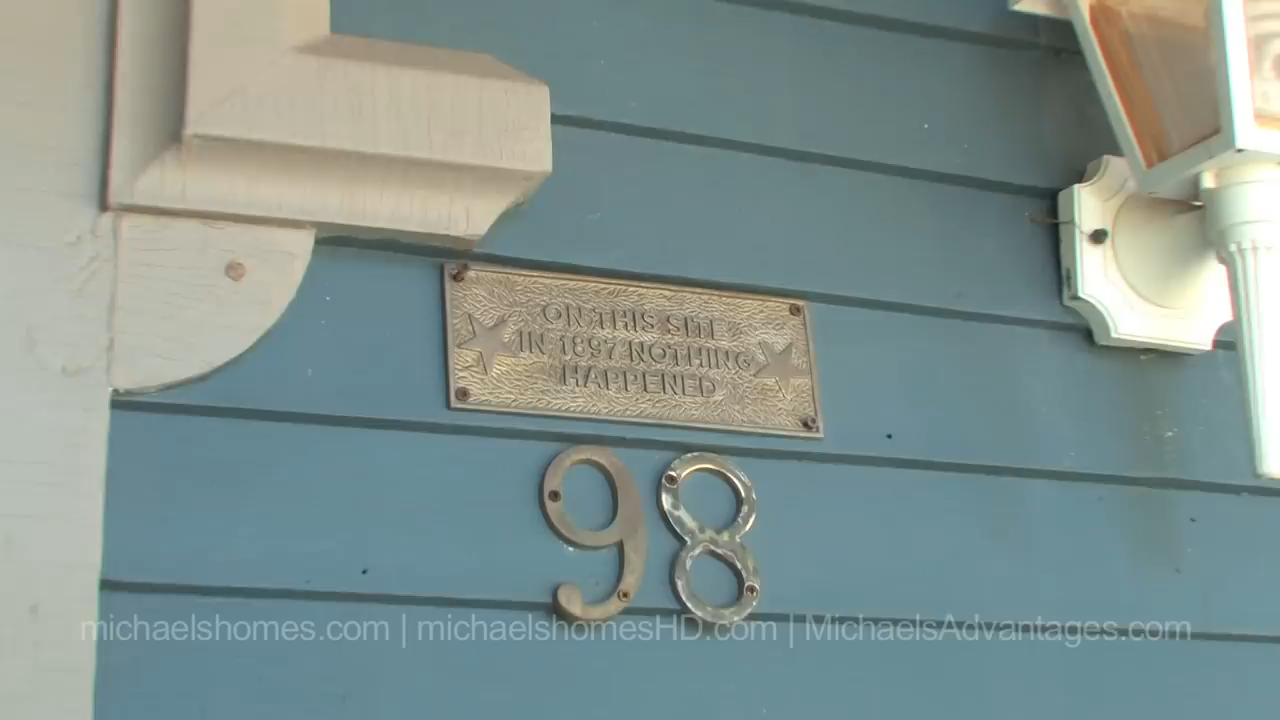 ON THIS SITE
IN 1897 NOTHING
HAPPENED
98
michaelshomes.com | michaelshomesHD.com | MichaelsAdvantages.com